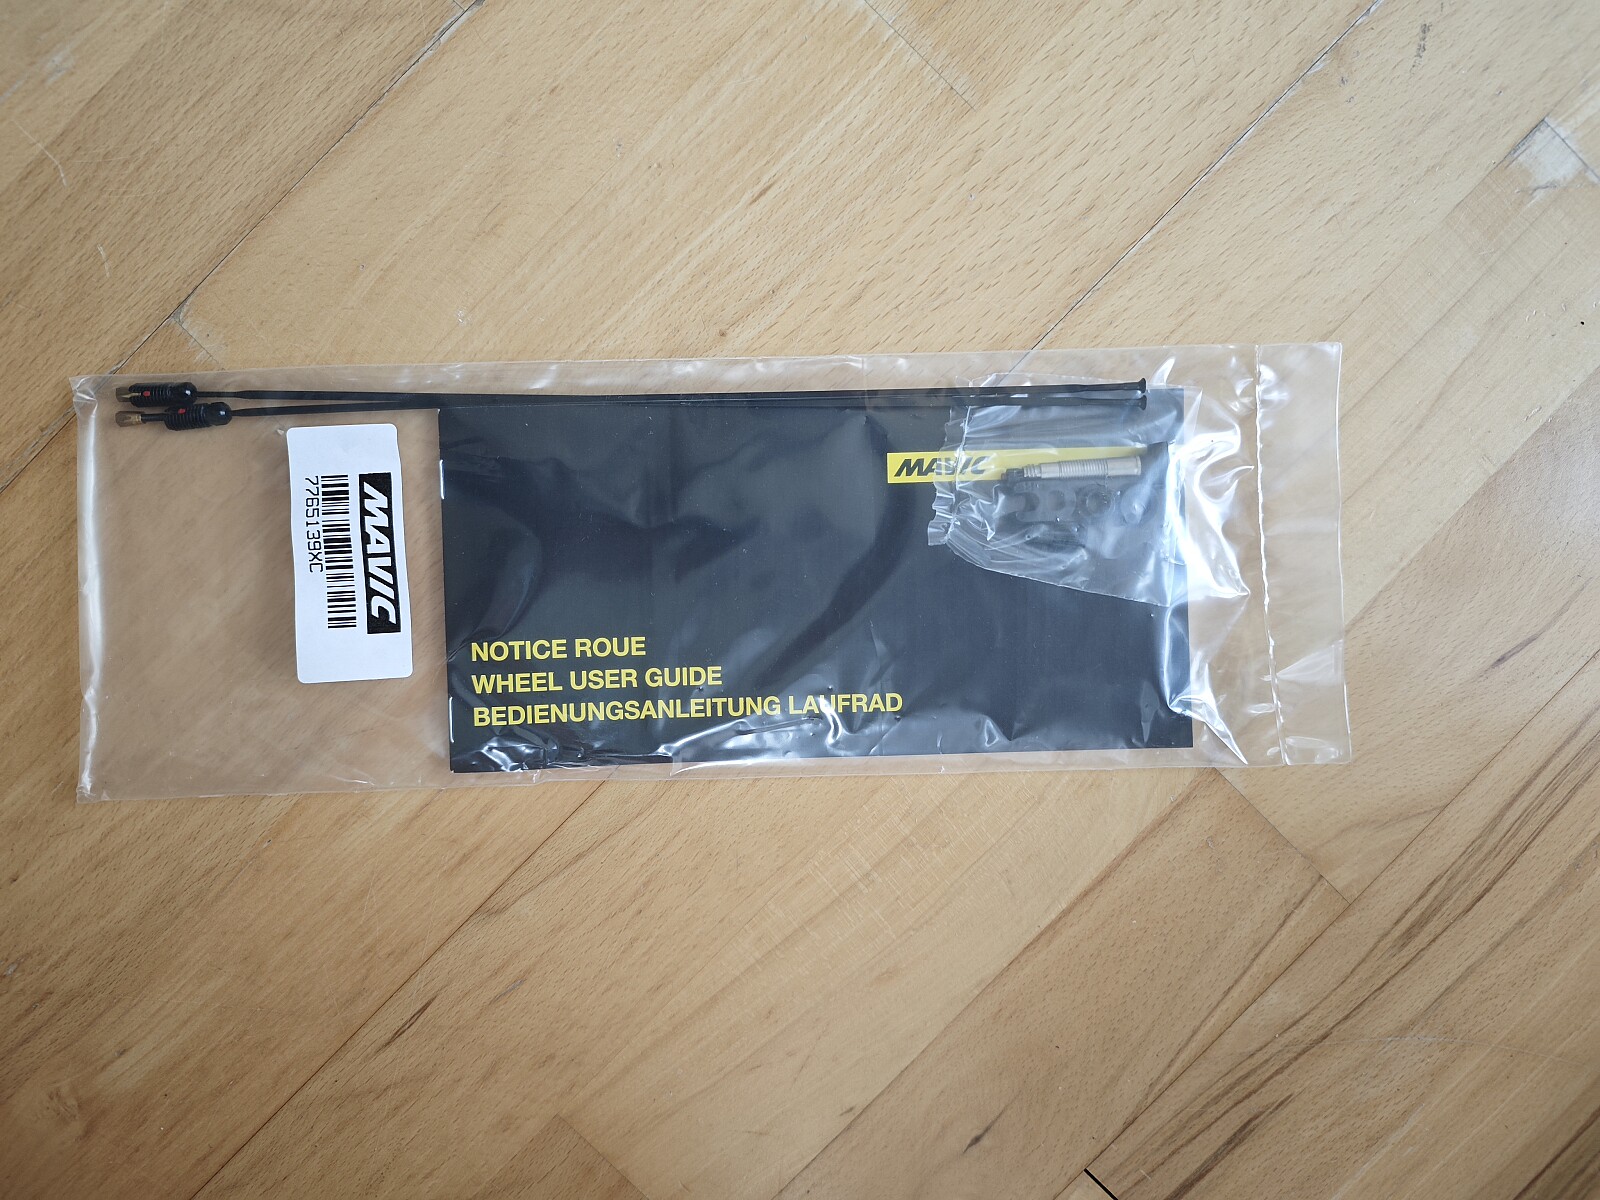 MAVIC
7765139XC
MAVIC
NOTICE ROUE
WHEEL USER GUIDE
BEDIENUNGSANLEITUNG LAUFRAD